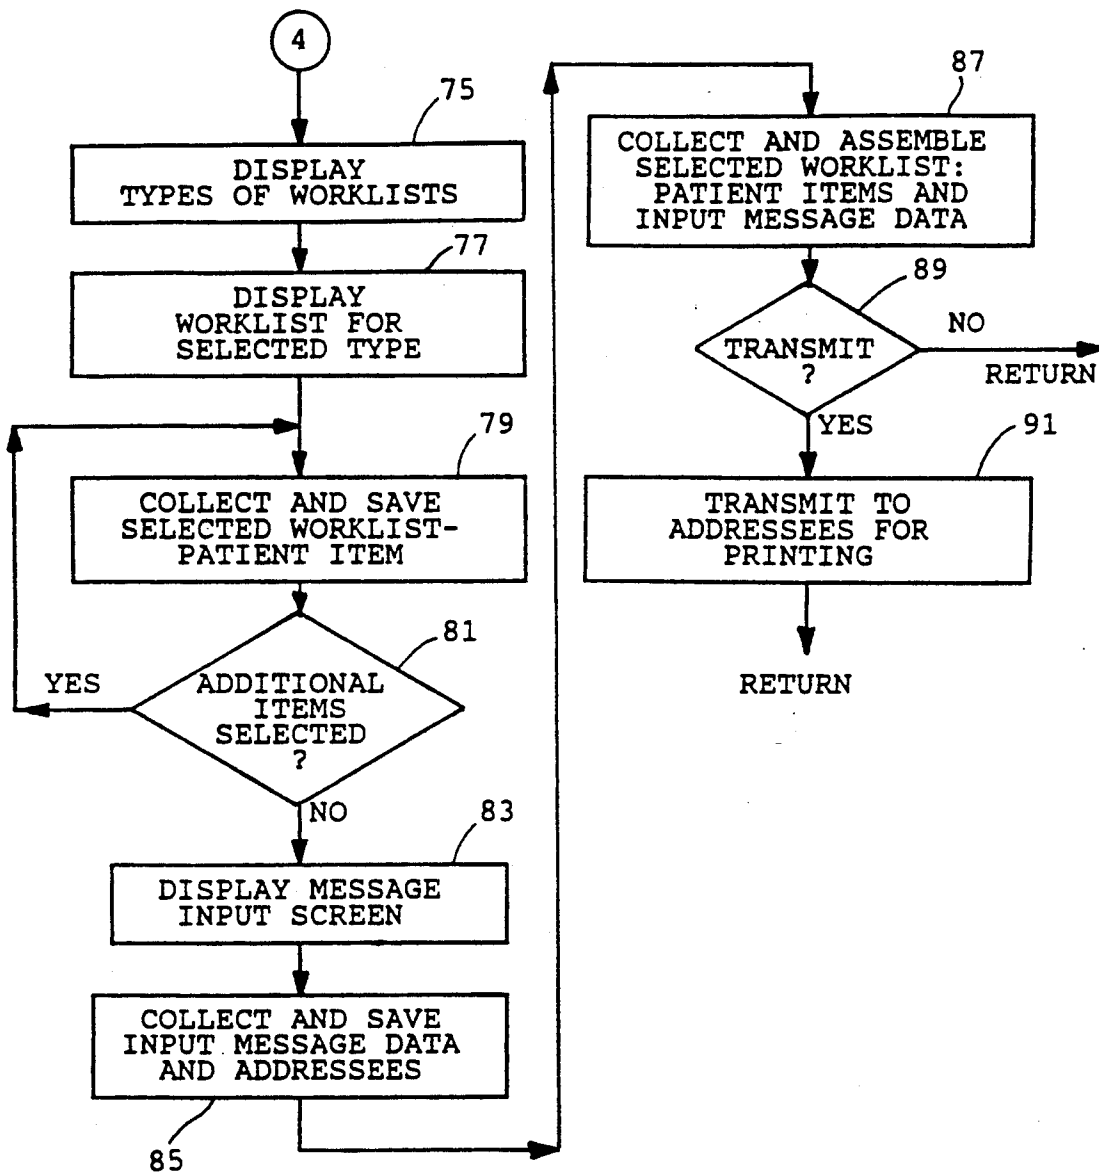 4
75
DISPLAY
TYPES OF WORKLISTS
77
DISPLAY
WORKLIST FOR
SELECTED TYPE
79
COLLECT AND SAVE
SELECTED WORKLIST-
PATIENT ITEM
81
YES
ADDITIONAL
ITEMS
SELECTED
?
NO
83
DISPLAY MESSAGE
INPUT SCREEN
COLLECT AND SAVE
INPUT MESSAGE DATA
AND ADDRESSEES
85
87
COLLECT AND ASSEMBLE
SELECTED WORKLIST:
PATIENT ITEMS AND
INPUT MESSAGE DATA
89
TRANSMIT
?
NO
RETURN
YES
91
TRANSMIT TO
ADDRESSEES FOR
PRINTING
RETURN